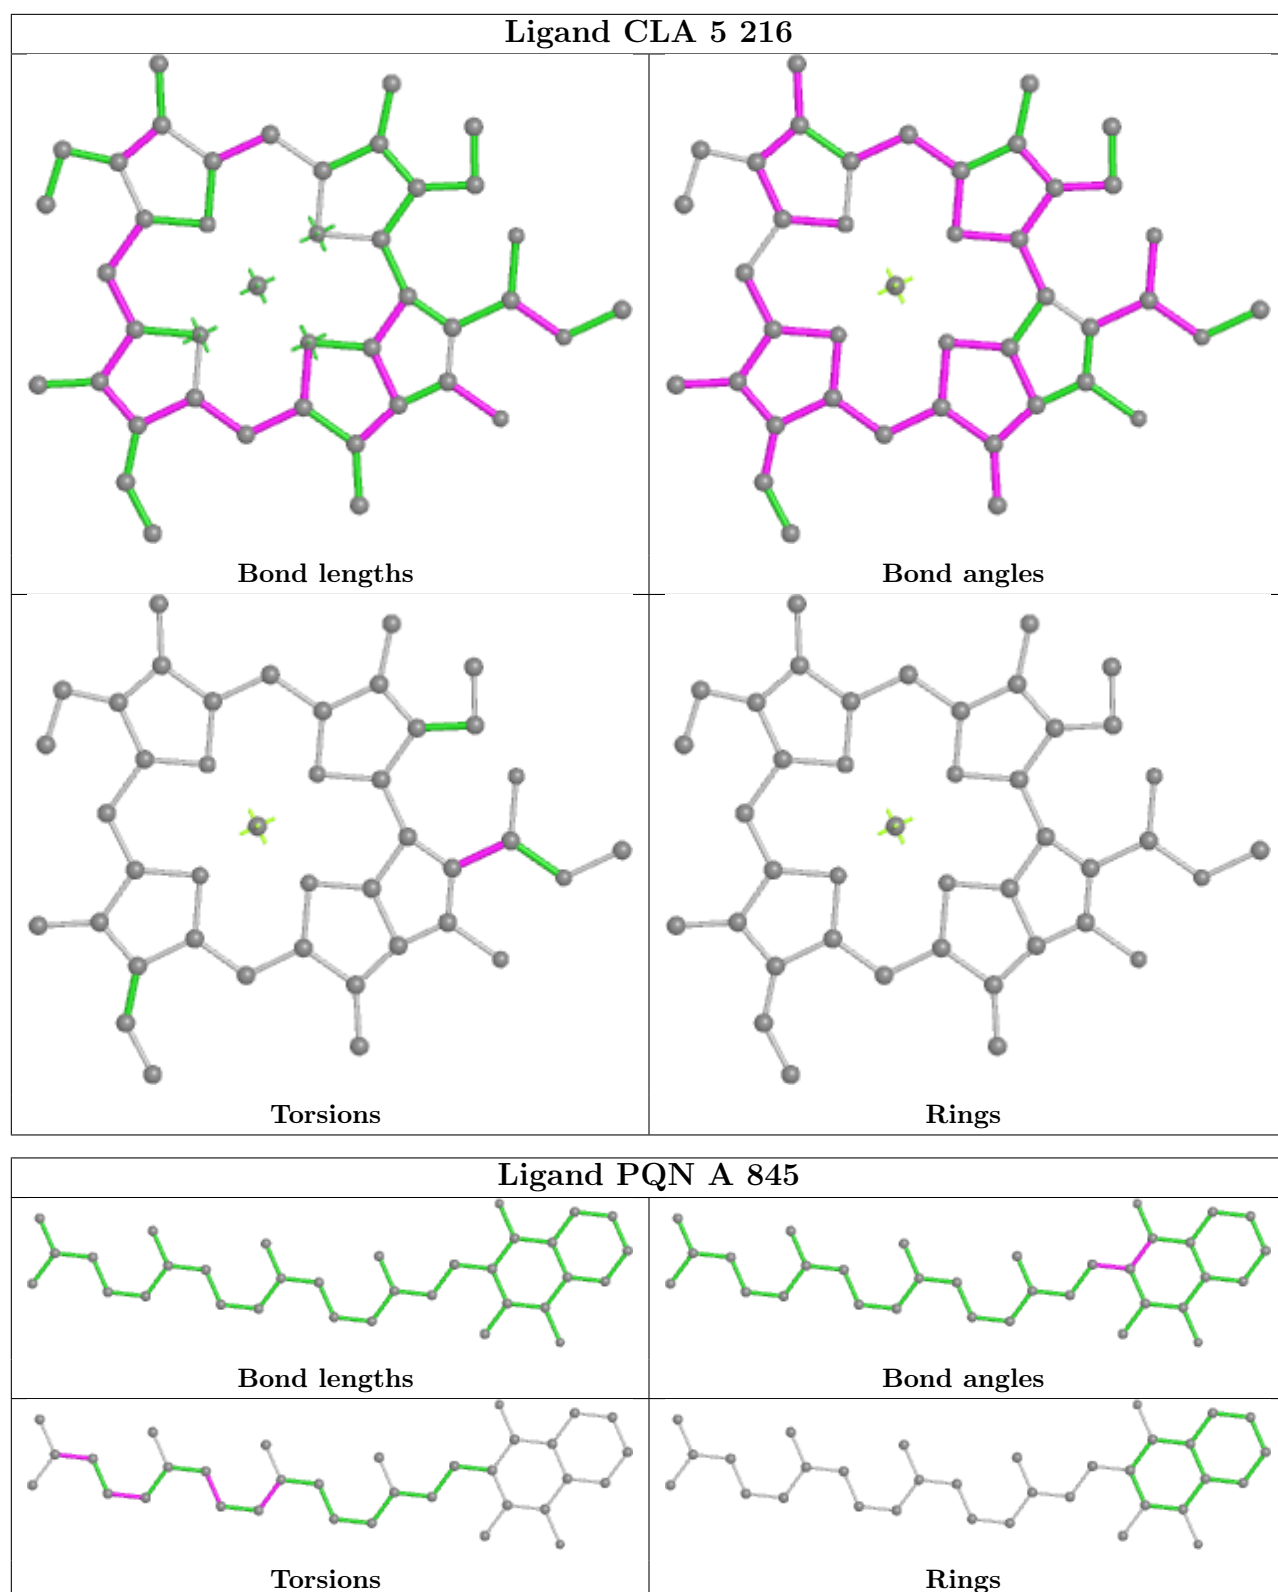 Ligand CLA 5 216
Bond lengths
Bond angles
Torsions
Rings
Ligand PQN A 845
Bond lengths
Bond angles
Torsions
Rings